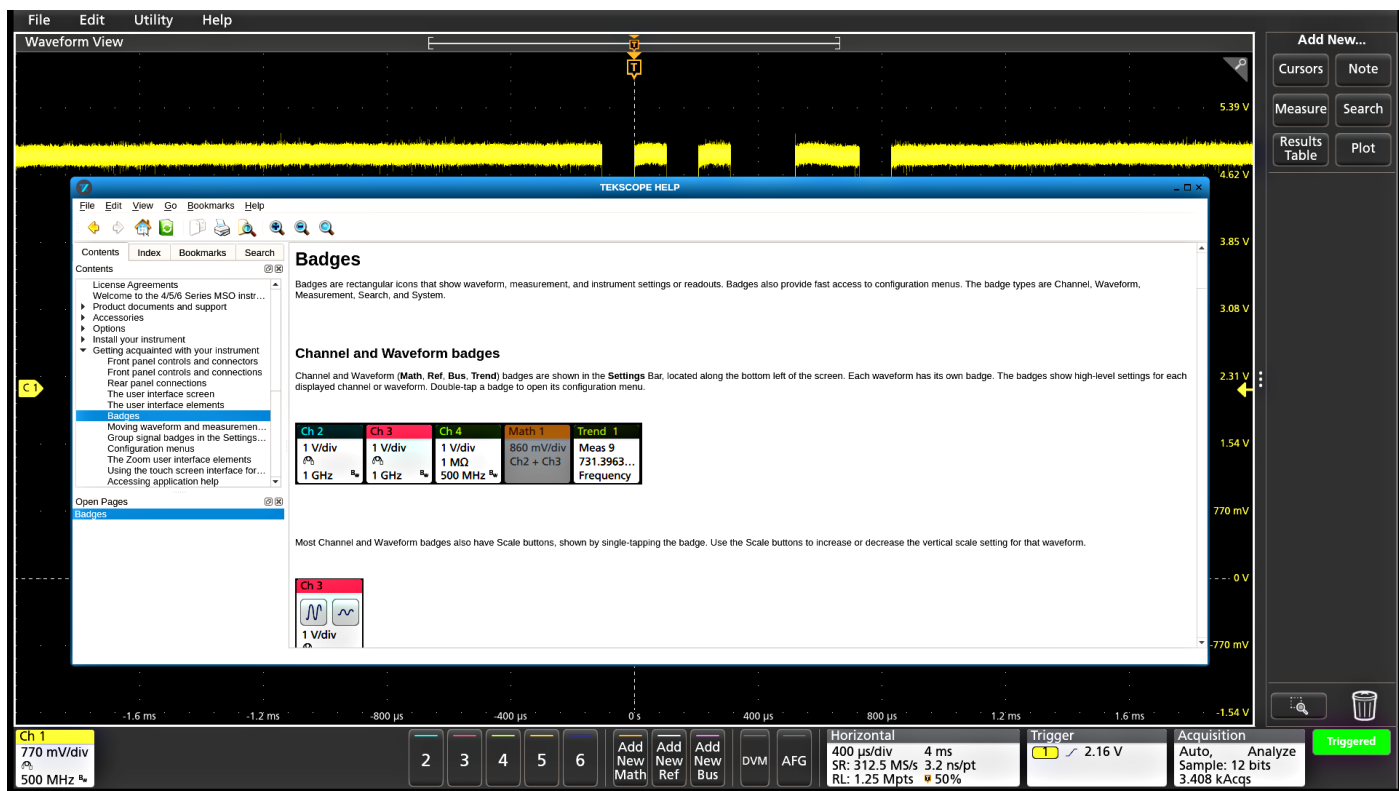 File Edit Utility Help
Waveform View
T
T
5.39 V
4.62 V
3.85 V
3.08 V
2.31 V
1.54 V
770 mV
0 V
-770 mV
-1.54 V
C 1
-1.6 ms -1.2 ms -800 µs -400 µs 0 s 400 µs 800 µs 1.2 ms 1.6 ms
TEKSCOPE HELP
File Edit View Go Bookmarks Help
Contents Index Bookmarks Search
Contents
License Agreements
Welcome to the 4/5/6 Series MSO instr...
Product documents and support
Accessories
Options
Install your instrument
Getting acquainted with your instrument
Front panel controls and connectors
Front panel controls and connections
Rear panel connections
The user interface screen
The user interface elements
Badges
Moving waveform and measuremen...
Group signal badges in the Settings...
Configuration menus
The Zoom user interface elements
Using the touch screen interface for...
Accessing application help
Open Pages
Badges
Badges
Badges are rectangular icons that show waveform, measurement, and instrument settings or readouts. Badges also provide fast access to configuration menus. The badge types are Channel, Waveform,
Measurement, Search, and System.
Channel and Waveform badges
Channel and Waveform (Math, Ref, Bus, Trend) badges are shown in the Settings Bar, located along the bottom left of the screen. Each waveform has its own badge. The badges show high-level settings for each
displayed channel or waveform. Double-tap a badge to open its configuration menu.
Ch 2
1 V/div
1 GHz Bw
Ch 3
1 V/div
1 GHz Bw
Ch 4
1 V/div
1 MΩ
500 MHz Bw
Math 1
860 mV/div
Ch2 + Ch3
Trend 1
Meas 9
731.3963...
Frequency
Most Channel and Waveform badges also have Scale buttons, shown by single-tapping the badge. Use the Scale buttons to increase or decrease the vertical scale setting for that waveform.
Ch 3
1 V/div
Add New...
Cursors Note
Measure Search
Results
Table
Plot
Ch 1
770 mV/div
500 MHz Bw
2 3 4 5 6
Add
New
Math
Add
New
Ref
Add
New
Bus
DVM
AFG
Horizontal
400 µs/div 4 ms
SR: 312.5 MS/s 3.2 ns/pt
RL: 1.25 Mpts 50%
Trigger
1 2.16 V
Acquisition
Auto, Analyze
Sample: 12 bits
3.408 kAcqs
Triggered